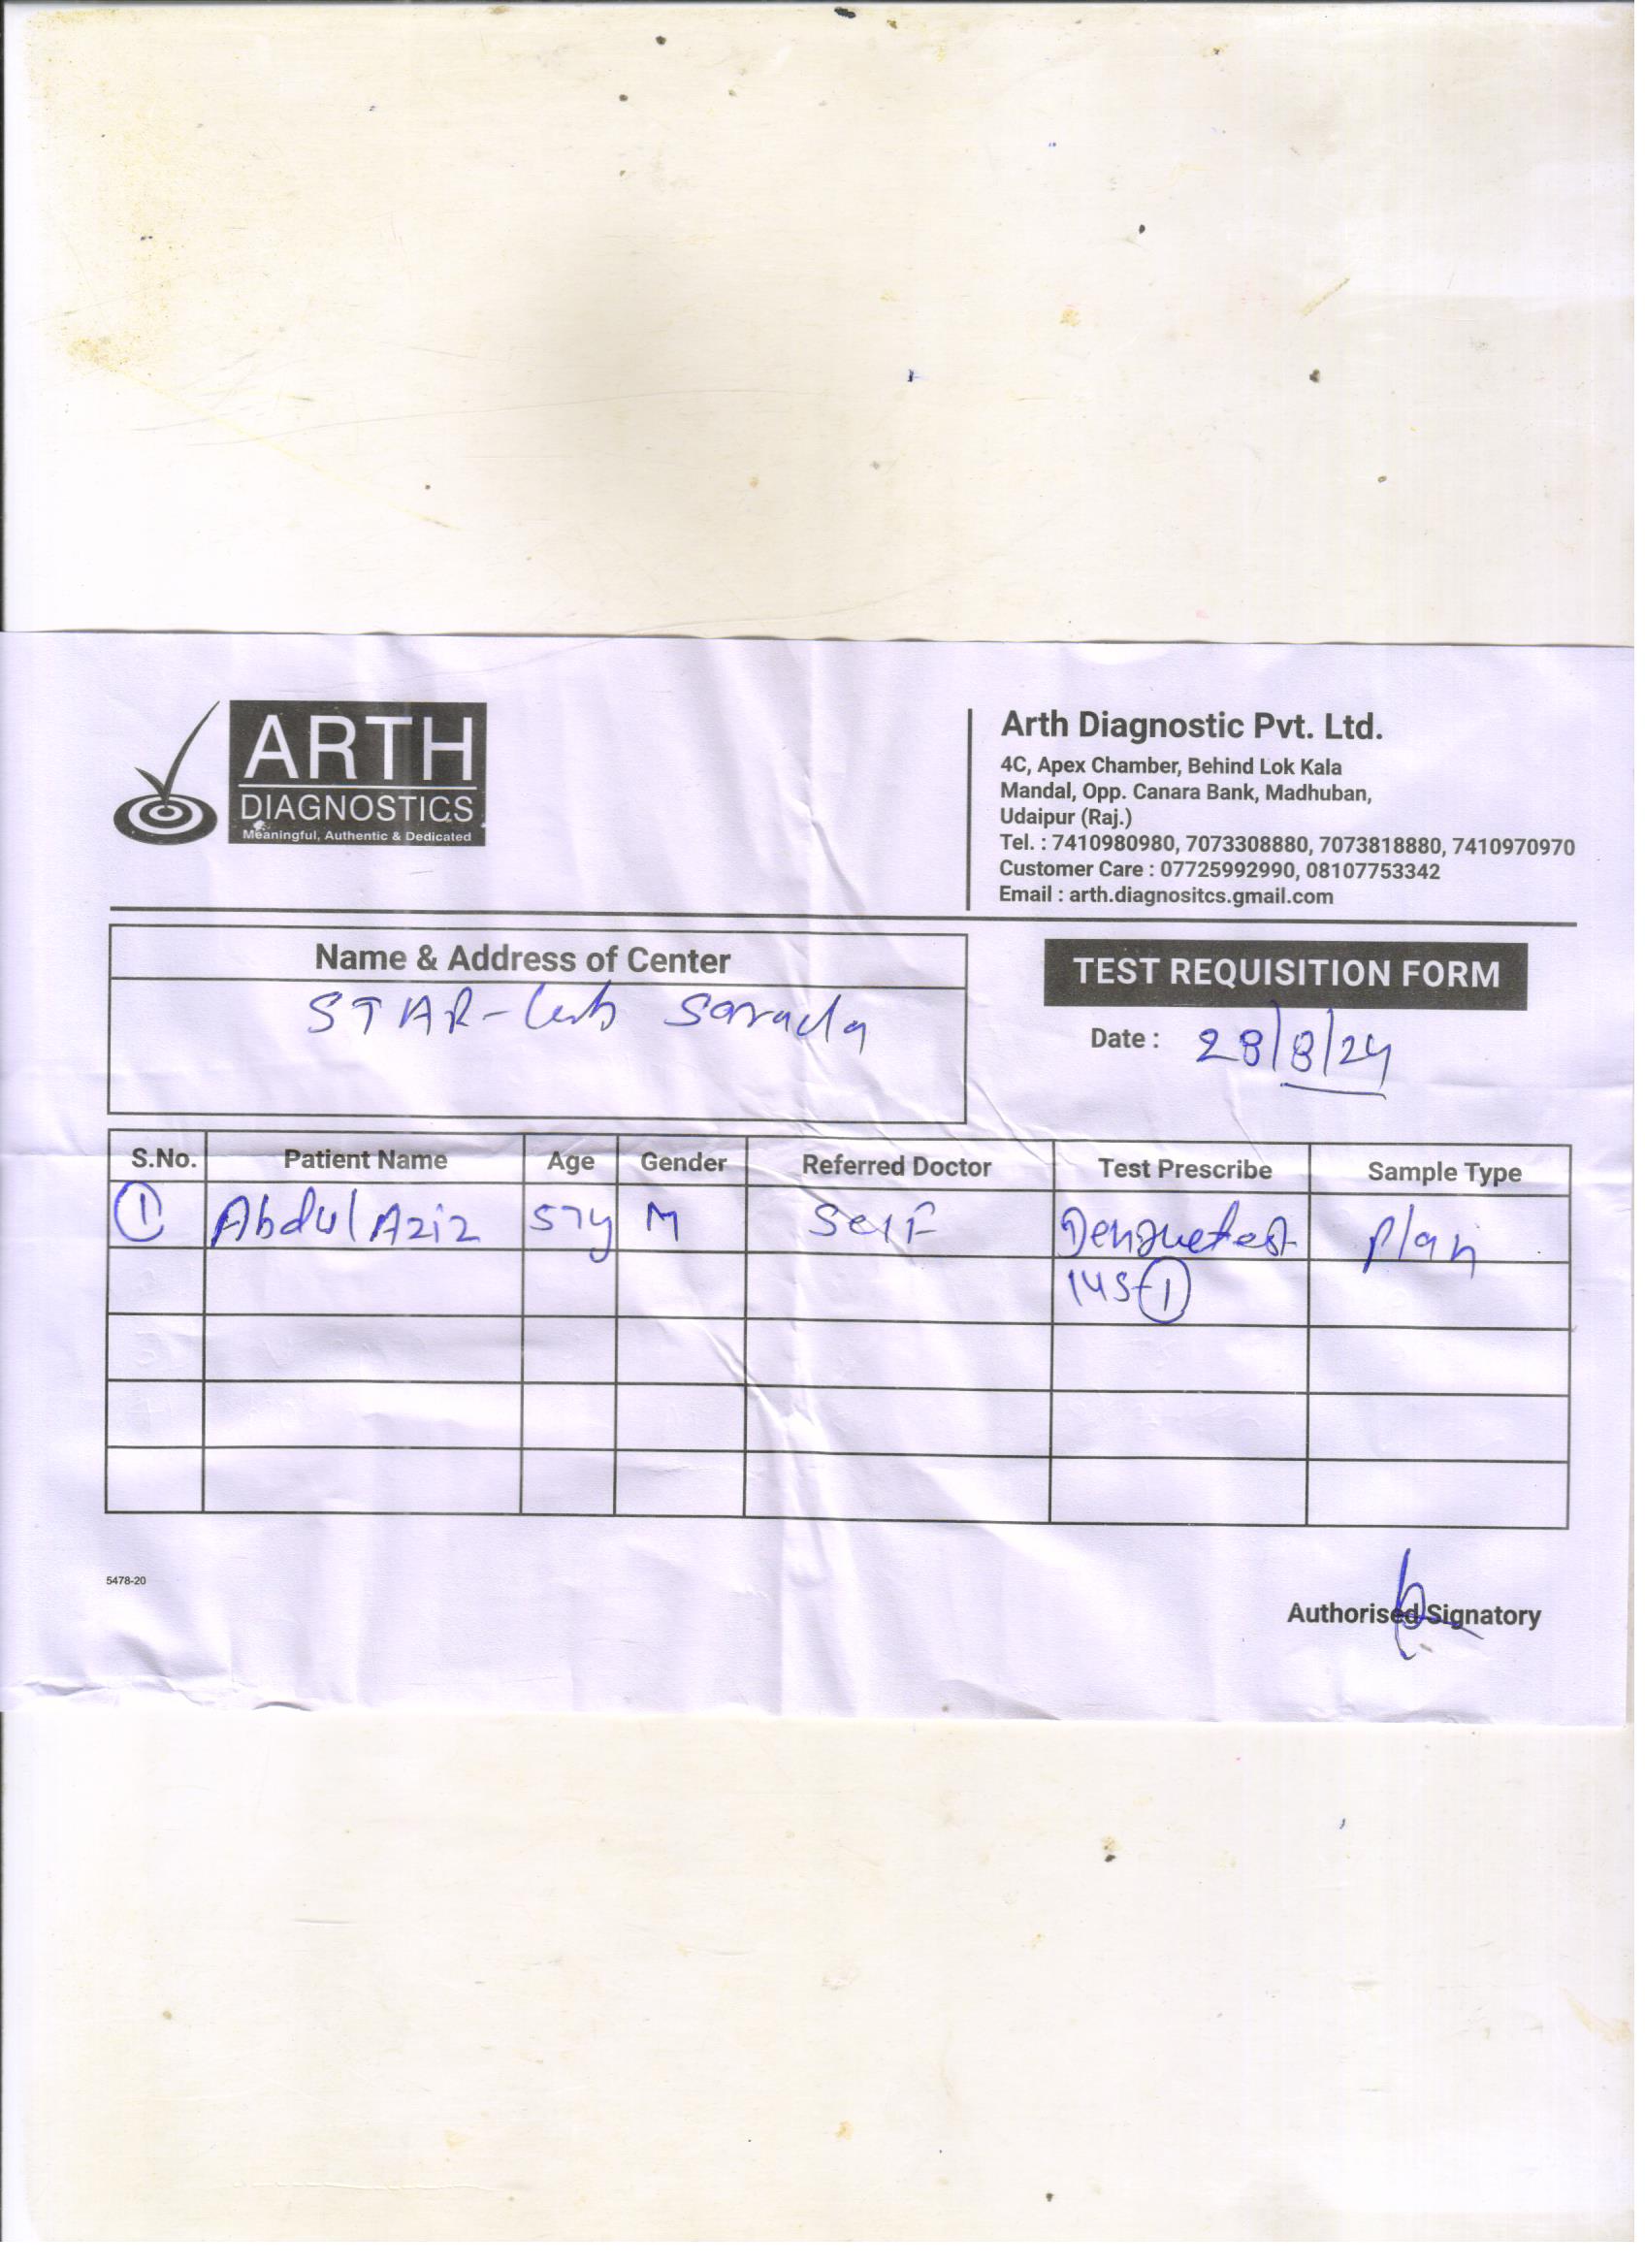 ARTH
DIAGNOSTICS
Meaningful, Authentic & Dedicated
Arth Diagnostic Pvt. Ltd.
4C, Apex Chamber, Behind Lok Kala
Mandal, Opp. Canara Bank, Madhuban,
Udaipur (Raj.)
Tel. : 7410980980, 7073308880, 7073818880, 7410970970
Customer Care : 07725992990, 08107753342
Email : arth.diagnositcs.gmail.com
Name & Address of Center
STAR-Lab Sarada
TEST REQUISITION FORM
Date : 28/8/24
S.No. Patient Name Age Gender Referred Doctor Test Prescribe Sample Type
1 Abdul Aziz 57y M Self Denguetest plan
1
5478-20
Authorised Signatory